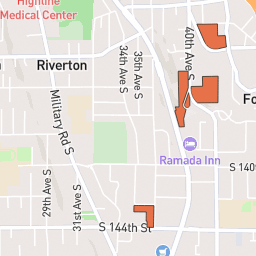 Highline
Medical Center
Riverton
34th Ave S
35th Ave S
40th Ave S
Fo
Military Rd S
Ramada Inn
S 140t
29th Ave S
31st Ave S
S 144th St